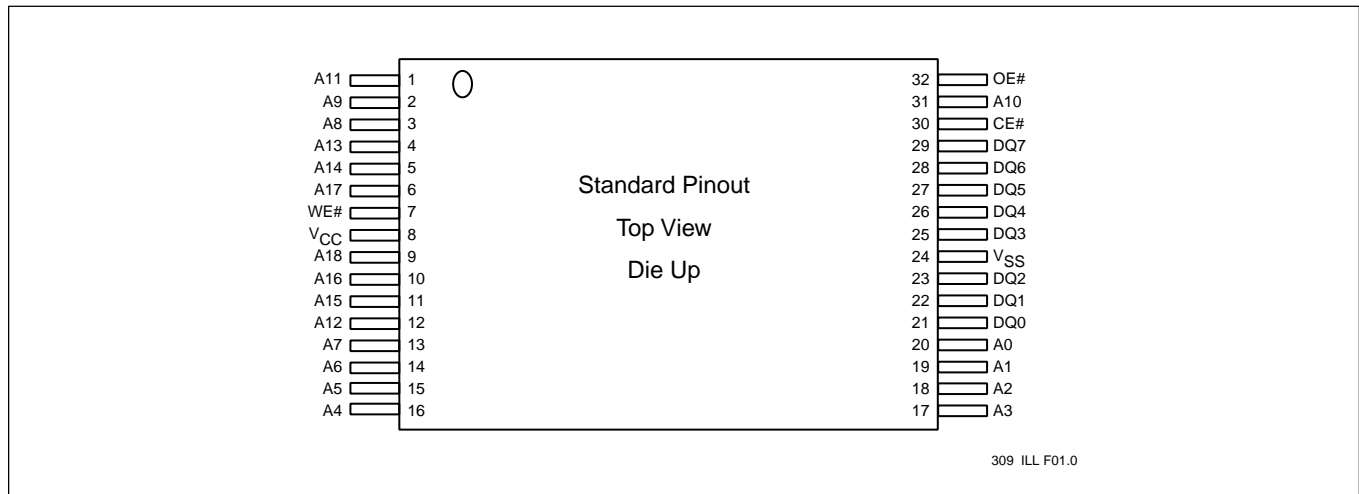 A11 1 32 OE#
A9 2 31 A10
A8 3 30 CE#
A13 4 29 DQ7
A14 5 28 DQ6
A17 6 27 DQ5
WE# 7 26 DQ4
VCC 8 25 DQ3
A18 9 24 VSS
A16 10 23 DQ2
A15 11 22 DQ1
A12 12 21 DQ0
A7 13 20 A0
A6 14 19 A1
A5 15 18 A2
A4 16 17 A3
Standard Pinout
Top View
Die Up
309 ILL F01.0